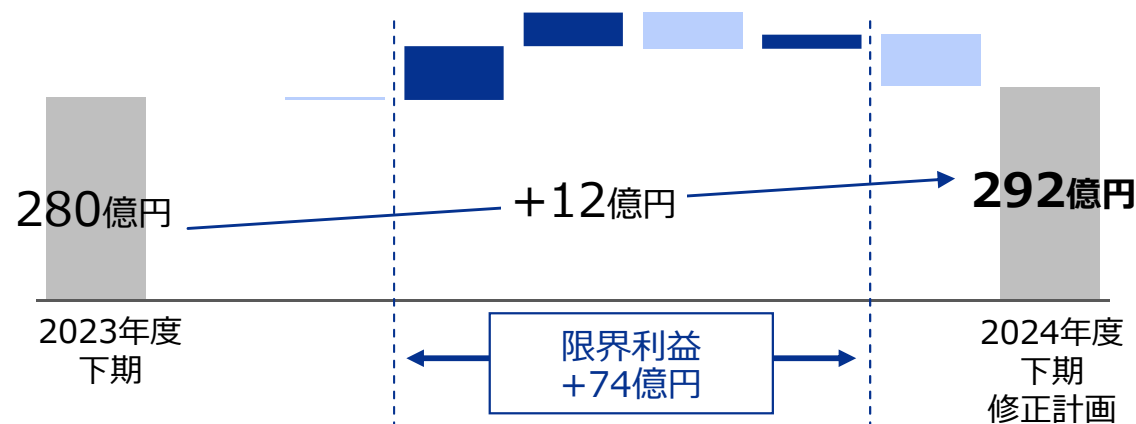 280億円
+12億円
292億円
2023年度
下期
限界利益
+74億円
2024年度
下期
修正計画